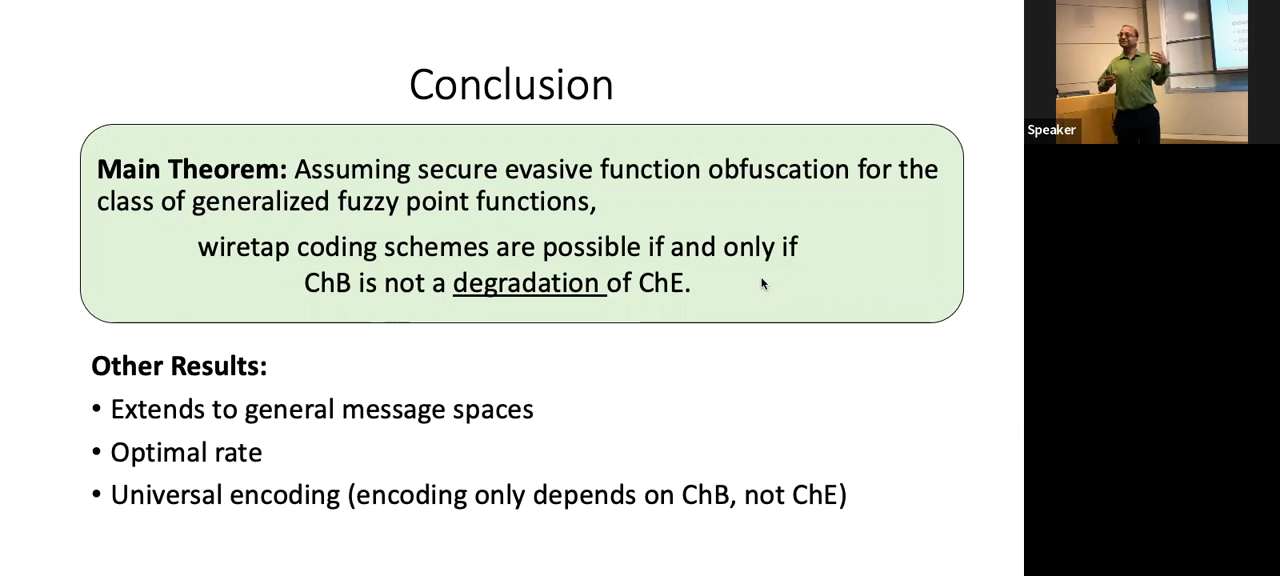 Conclusion
Main Theorem: Assuming secure evasive function obfuscation for the
class of generalized fuzzy point functions,
wiretap coding schemes are possible if and only if
ChB is not a degradation of ChE.
Other Results:
• Extends to general message spaces
• Optimal rate
• Universal encoding (encoding only depends on ChB, not ChE)
Speaker